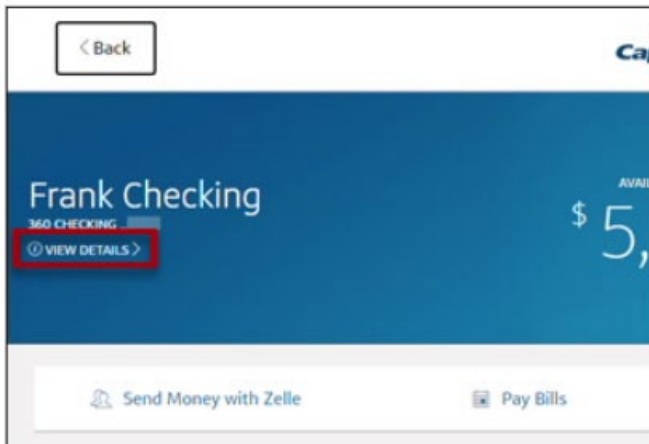 < Back
Cap
Frank Checking
360 CHECKING
VIEW DETAILS >
AVAIL
$ 5,
Send Money with Zelle
Pay Bills